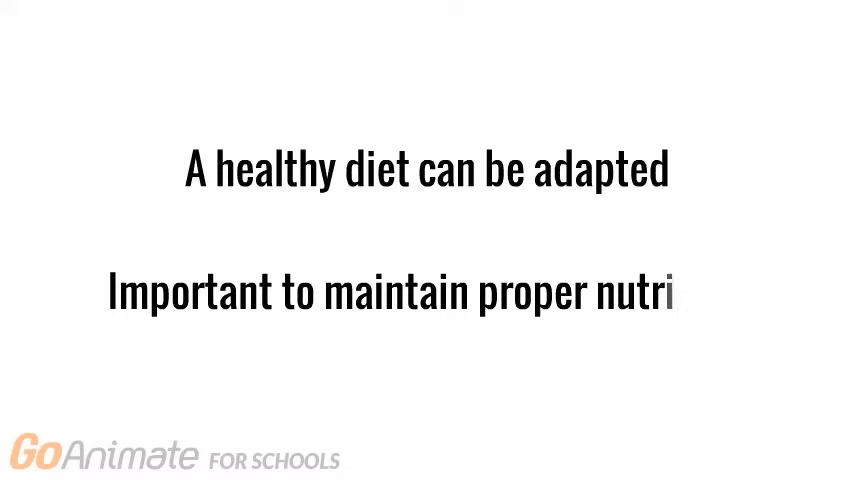 A healthy diet can be adapted
Important to maintain proper nutri
GoAnimate FOR SCHOOLS